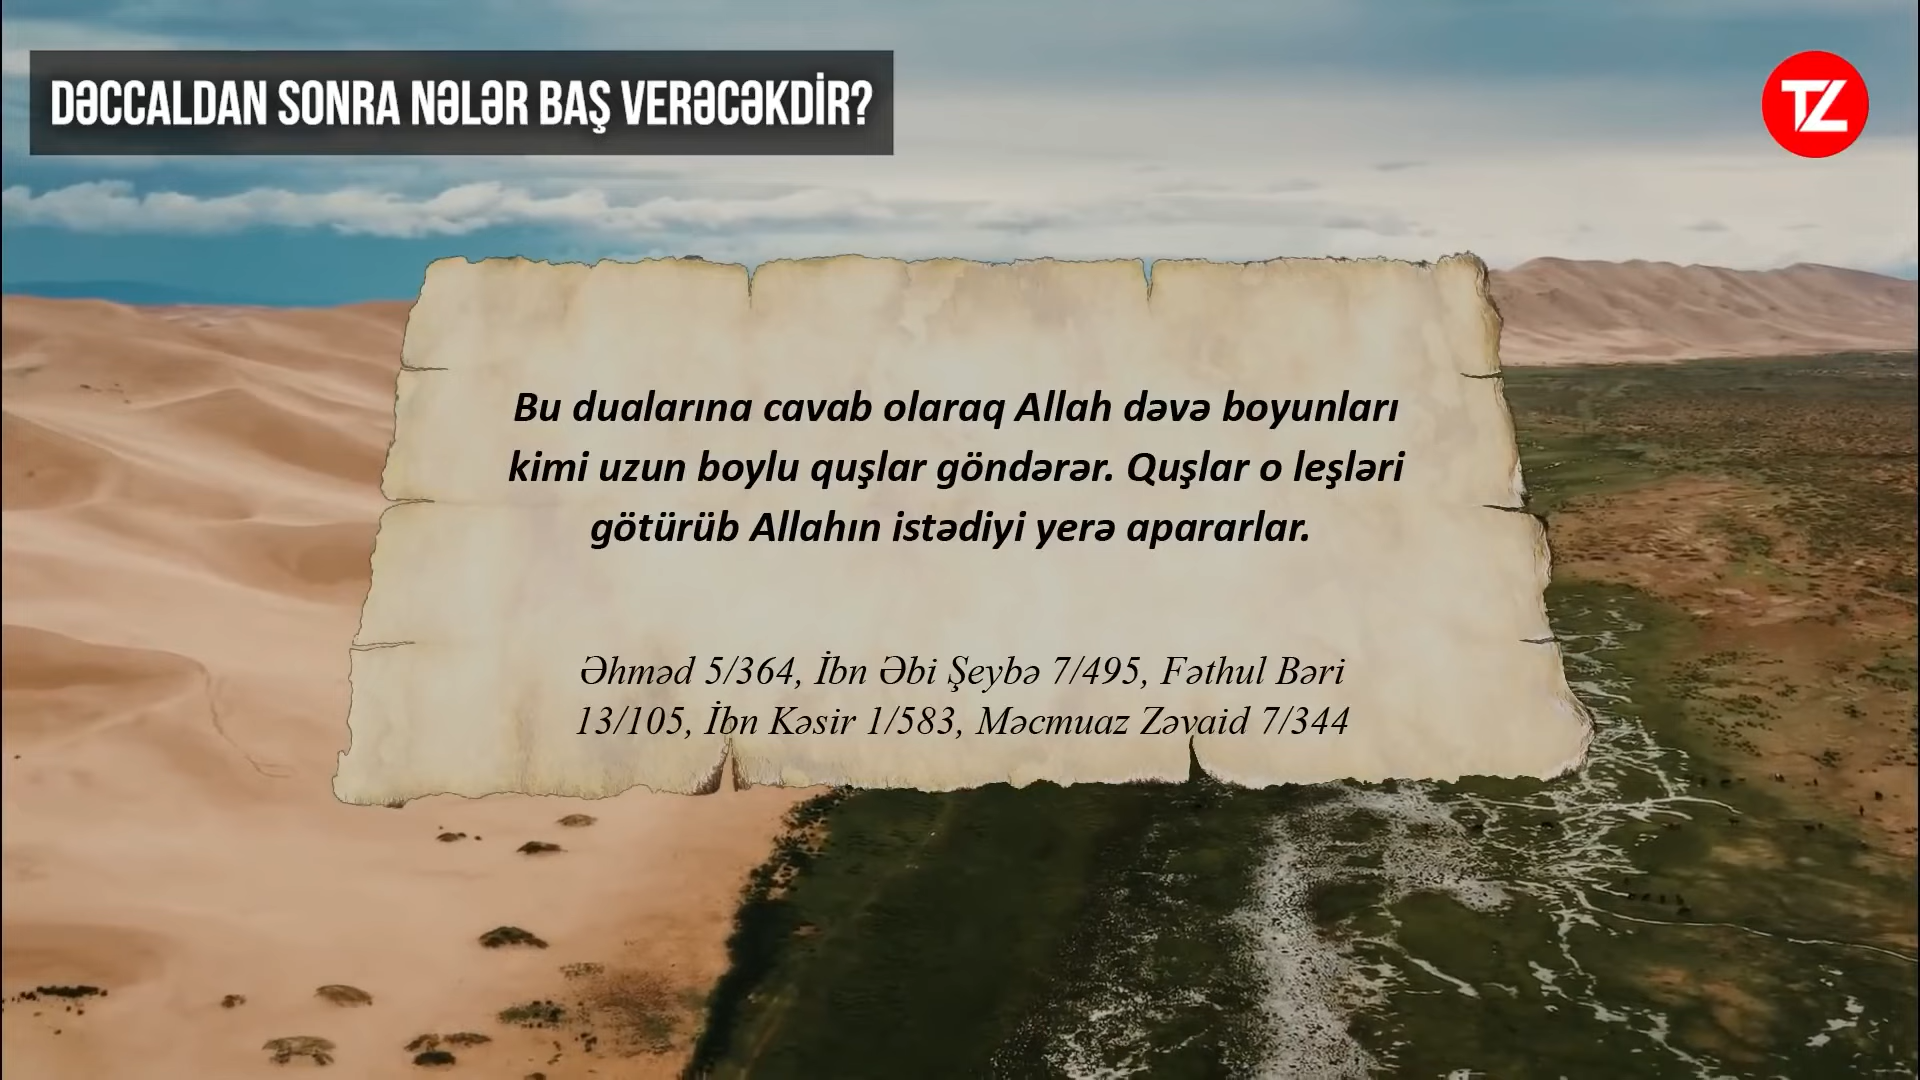 DƏCCALDAN SONRA NƏLƏR BAŞ VERƏCƏKDİR?
TZ
Bu dualarına cavab olaraq Allah dəvə boyunları
kimi uzun boylu quşlar göndərər. Quşlar o leşləri
götürüb Allahın istədiyi yerə apararlar.
Əhməd 5/364, İbn Əbi Şeybə 7/495, Fəthul Bəri
13/105, İbn Kəsir 1/583, Məcmuaz Zəvaid 7/344